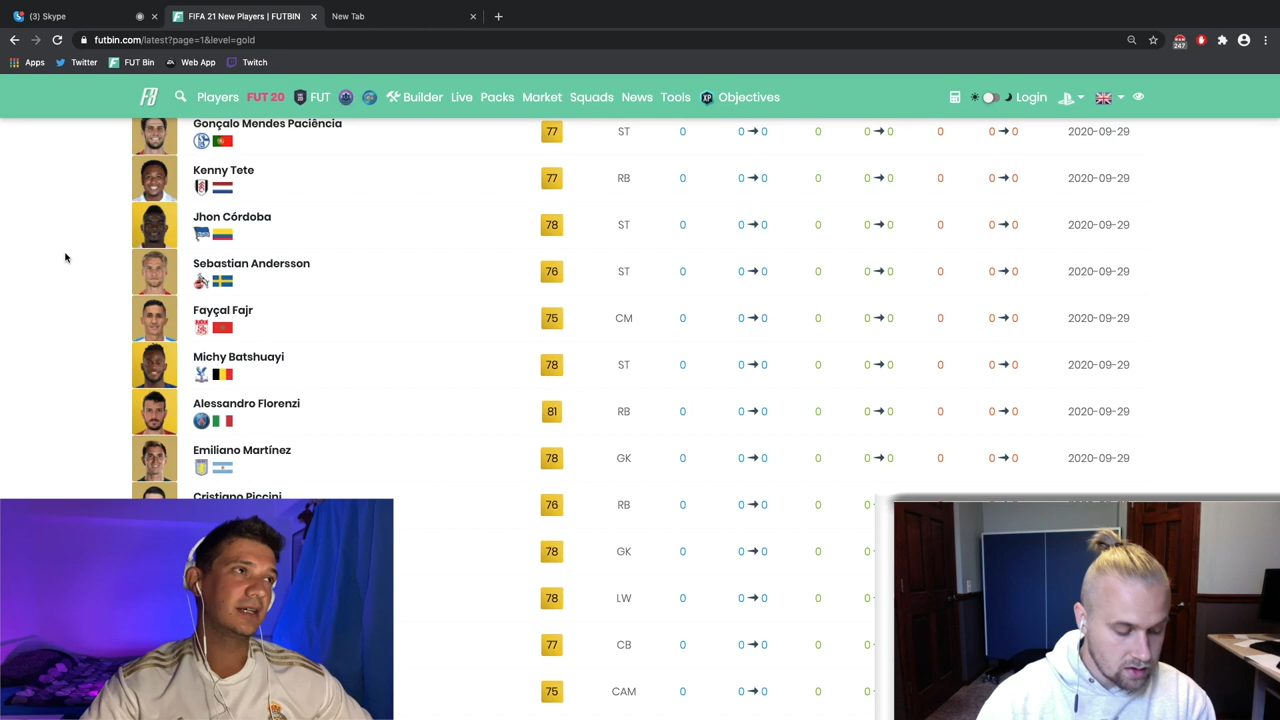 (3) Skype
FIFA 21 New Players | FUTBIN
New Tab
futbin.com/latest?page=1&level=gold
247
Apps Twitter FUT Bin Web App Twitch
Players FUT 20 FUT Builder Live Packs Market Squads News Tools XP Objectives Login
Gonçalo Mendes Paciência 77 ST 0 0 → 0 0 0 → 0 0 0 → 0 2020-09-29
Kenny Tete 77 RB 0 0 → 0 0 0 → 0 0 0 → 0 2020-09-29
Jhon Córdoba 78 ST 0 0 → 0 0 0 → 0 0 0 → 0 2020-09-29
Sebastian Andersson 76 ST 0 0 → 0 0 0 → 0 0 0 → 0 2020-09-29
Fayçal Fajr 75 CM 0 0 → 0 0 0 → 0 0 0 → 0 2020-09-29
Michy Batshuayi 78 ST 0 0 → 0 0 0 → 0 0 0 → 0 2020-09-29
Alessandro Florenzi 81 RB 0 0 → 0 0 0 → 0 0 0 → 0 2020-09-29
Emiliano Martínez 78 GK 0 0 → 0 0 0 → 0 0 0 → 0 2020-09-29
Cristiano Piccini 76 RB 0 0 → 0 0 0
78 GK 0 0 → 0 0 0
78 LW 0 0 → 0 0 0
77 CB 0 0 → 0 0 0
75 CAM 0 0 → 0 0 0